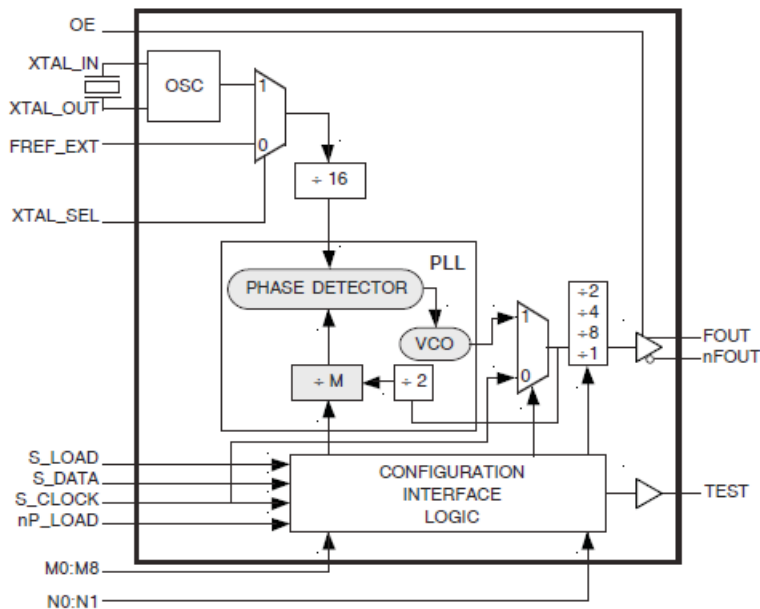 OE
XTAL_IN
OSC
1
XTAL_OUT
FREF_EXT
0
÷ 16
XTAL_SEL
PLL
PHASE DETECTOR
÷2
÷4
÷8
÷1
1
VCO
FOUT
nFOUT
÷ M
÷ 2
0
S_LOAD
S_DATA
S_CLOCK
nP_LOAD
CONFIGURATION
INTERFACE
LOGIC
TEST
M0:M8
N0:N1